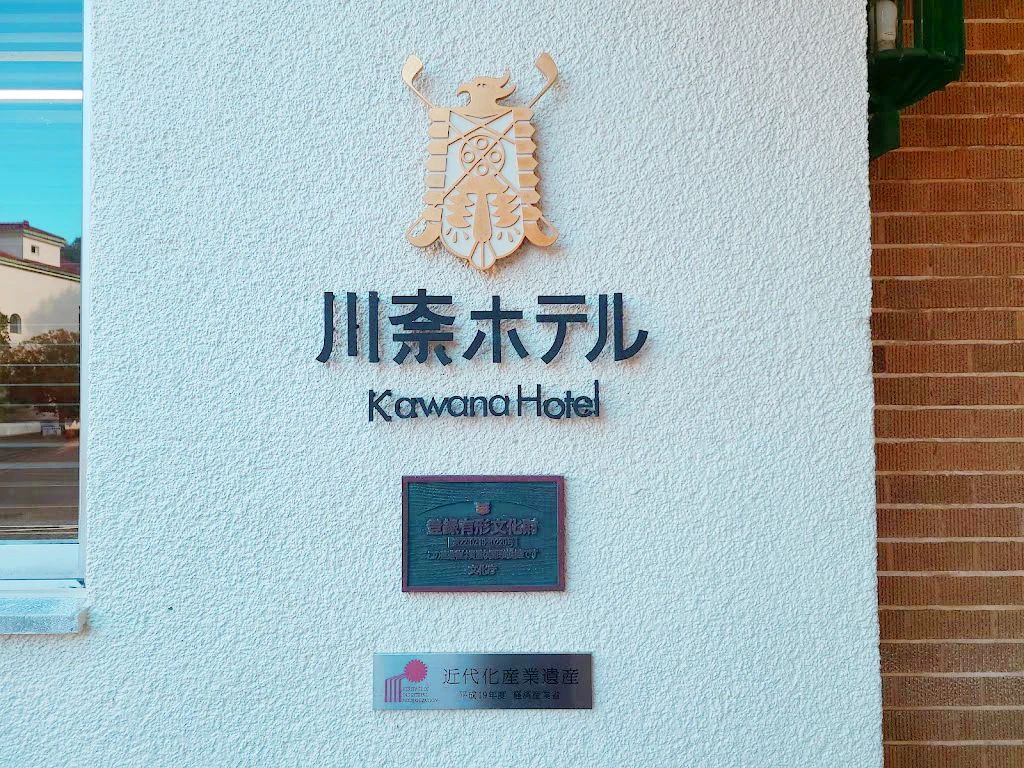 川奈ホテル
Kawana Hotel
登録有形文化財
文化庁
近代化産業遺産
平成19年度 経済産業省